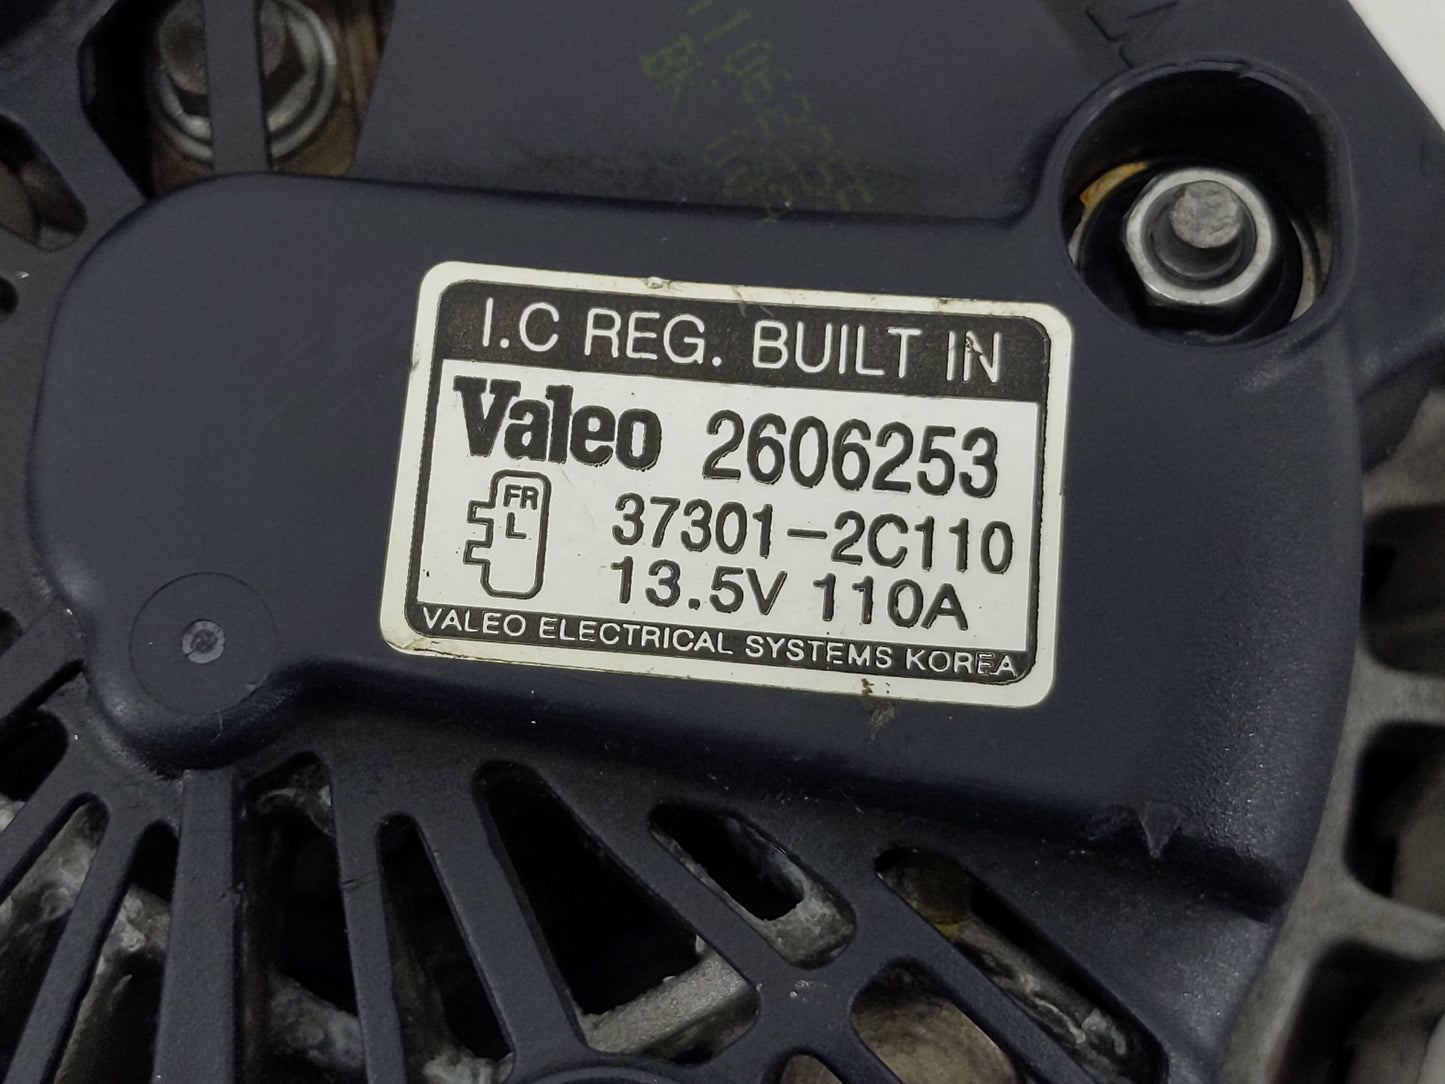 I.C REG. BUILT IN
Valeo 2606253
FR
L
37301-2C110
13.5V 110A
VALEO ELECTRICAL SYSTEMS KOREA